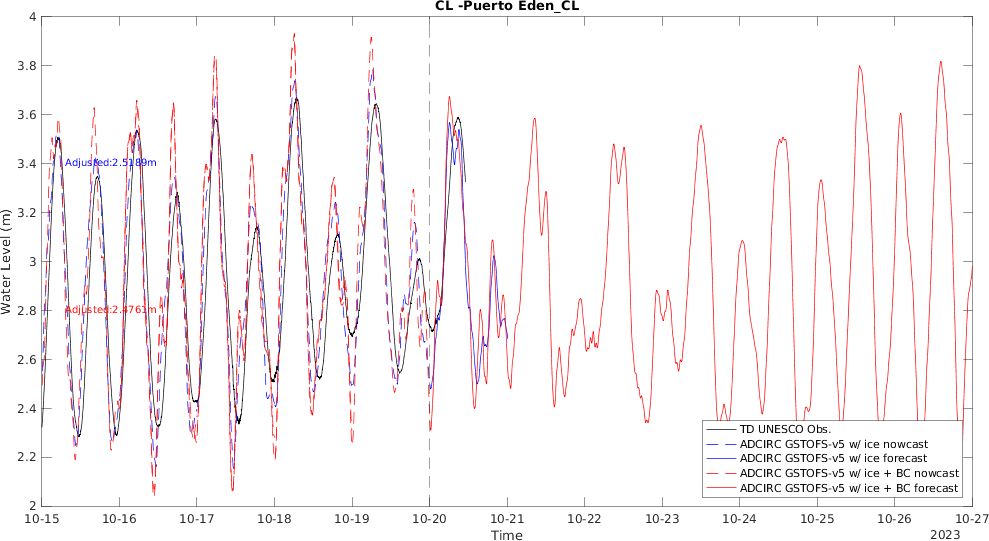 CL -Puerto Eden_CL
4
3.8
3.6
3.4
3.2
3
2.8
2.6
2.4
2.2
2
Water Level (m)
Adjusted:2.5189m
Adjusted:2.4761m
TD UNESCO Obs.
ADCIRC GSTOFS-v5 w/ ice nowcast
ADCIRC GSTOFS-v5 w/ ice forecast
ADCIRC GSTOFS-v5 w/ ice + BC nowcast
ADCIRC GSTOFS-v5 w/ ice + BC forecast
10-15 10-16 10-17 10-18 10-19 10-20 10-21 10-22 10-23 10-24 10-25 10-26 10-27
Time
2023